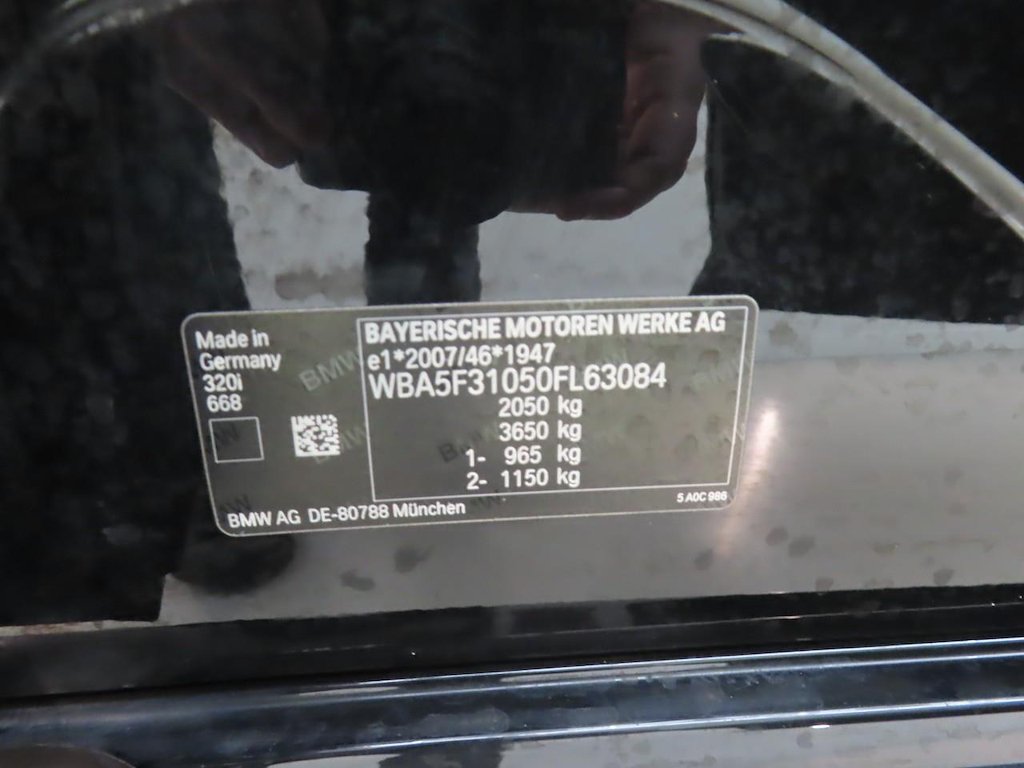 Made in
Germany
320i
668
BAYERISCHE MOTOREN WERKE AG
e1*2007/46*1947
WBA5F31050FL63084
2050 kg
3650 kg
1- 965 kg
2- 1150 kg
BMW AG DE-80788 München
5 A0C 986